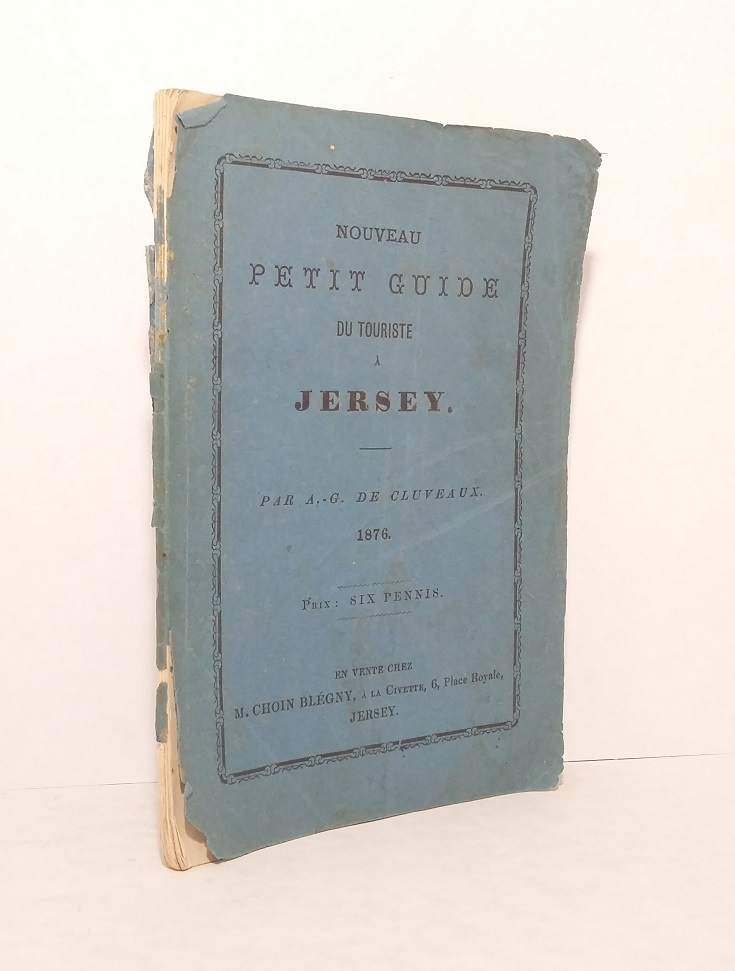 NOUVEAU
PETIT GUIDE
DU TOURISTE
À
JERSEY.
PAR A.-G. DE CLUVEAUX.
1876.
PRIX: SIX PENNIS.
EN VENTE CHEZ
M. CHOIN BLÉGNY, À LA CIVETTE, 6, Place Royale,
JERSEY.